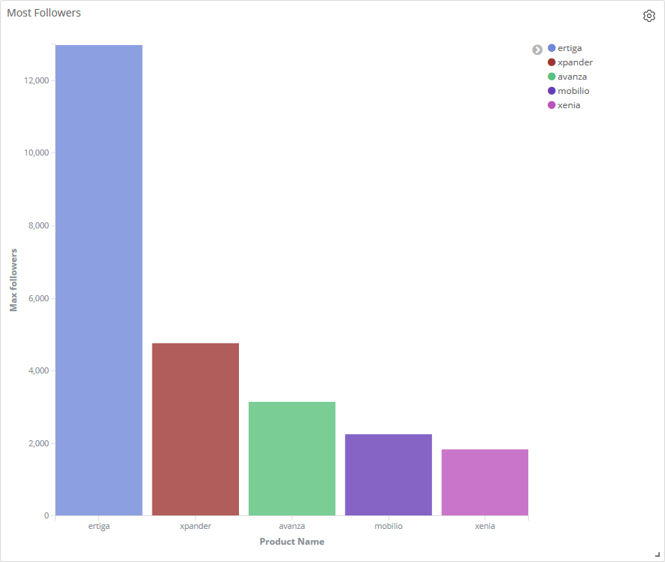 Most Followers
ertiga
xpander
avanza
mobilio
xenia
12,000
10,000
8,000
6,000
4,000
2,000
0
Max followers
ertiga xpander avanza mobilio xenia
Product Name